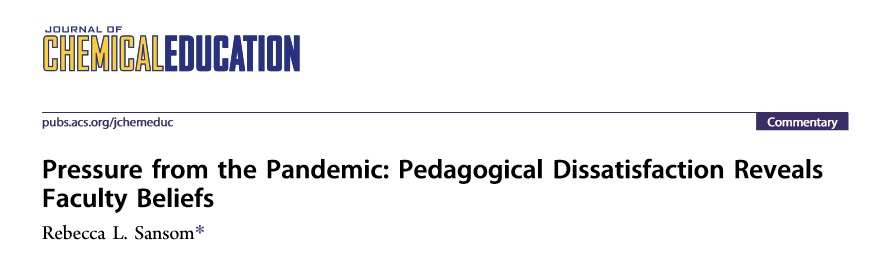 JOURNAL OF
CHEMICALEDUCATION
pubs.acs.org/jchemeduc
Commentary
Pressure from the Pandemic: Pedagogical Dissatisfaction Reveals
Faculty Beliefs
Rebecca L. Sansom*